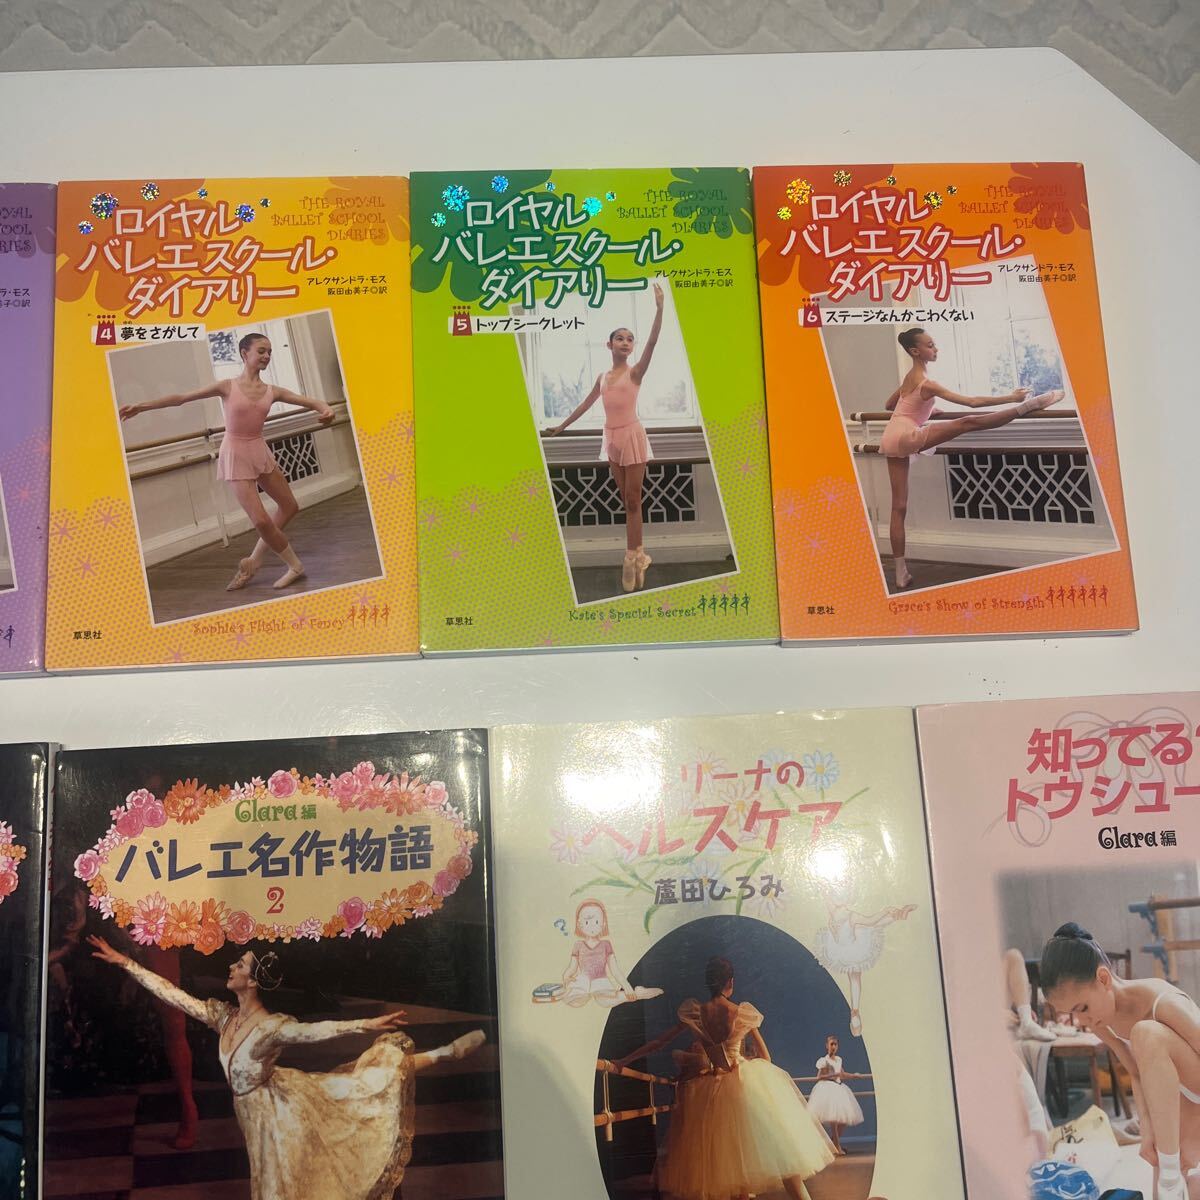 OYAL
HOOL
RIES
ラ・モス
子◎訳
ロイヤル
バレエスクール・
ダイアリー
THE ROYAL
BALLET SCHOOL
DIARIES
アレクサンドラ・モス
阪田由美子◎訳
4 夢をさがして
ゆめ
草思社
Sophie's Flight of Fancy
ロイヤル
バレエスクール・
ダイアリー
THE ROYAL
BALLET SCHOOL
DIARIES
アレクサンドラ・モス
阪田由美子◎訳
5 トップシークレット
草思社
Kate's Special Secret
ロイヤル
バレエスクール・
ダイアリー
THE ROYAL
BALLET SCHOOL
DIARIES
アレクサンドラ・モス
阪田由美子◎訳
6 ステージなんかこわくない
草思社
Grace's Show of Strength
Clara編
バレエ名作物語
2
リーナの
ヘルスケア
蘆田ひろみ
?
知ってる?
トウシュー
Clara編